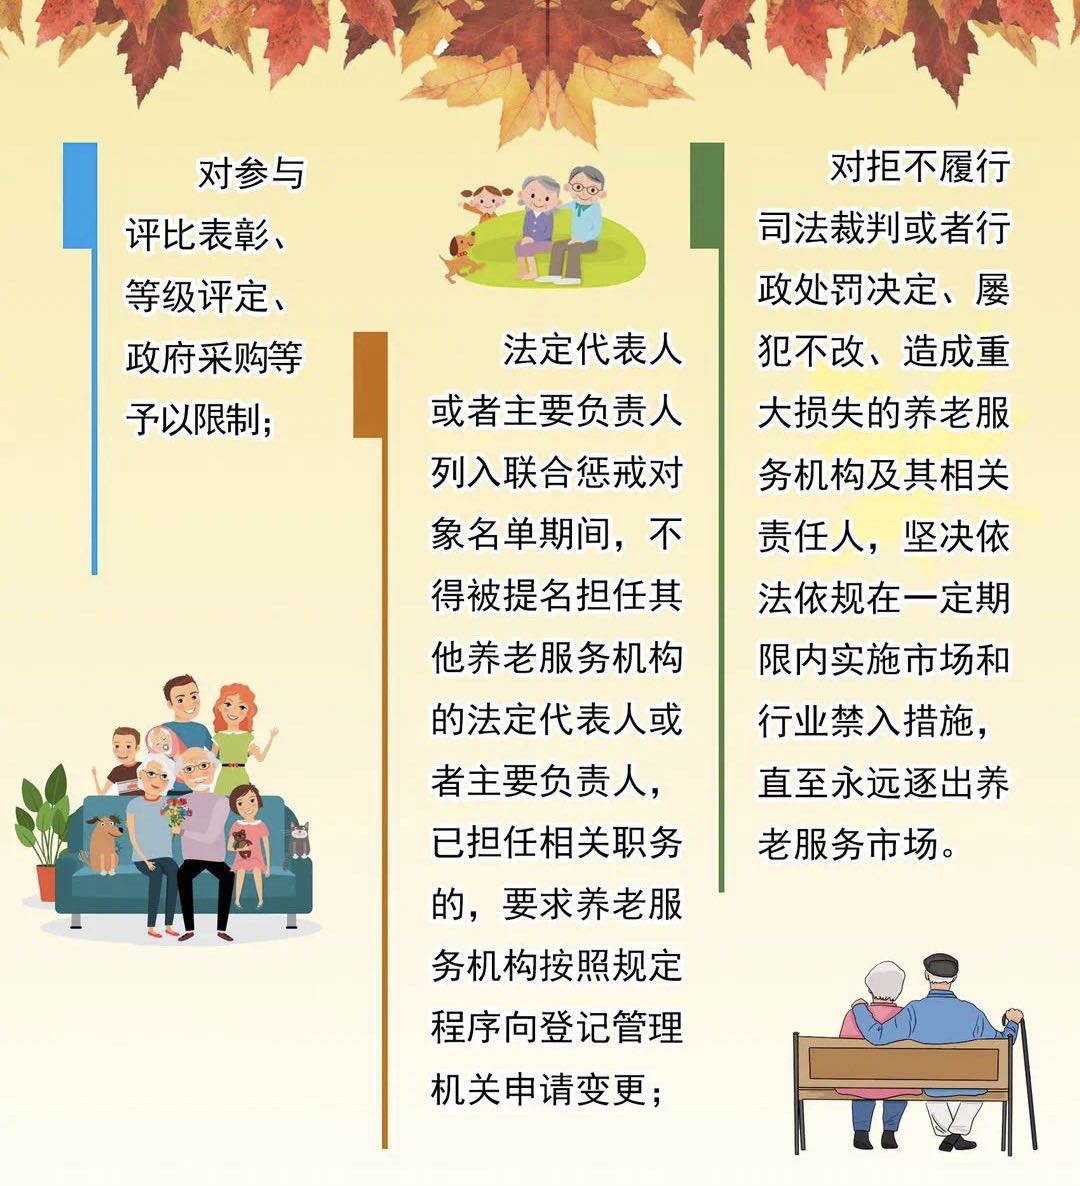 对参与
评比表彰、
等级评定、
政府采购等
予以限制；
法定代表人
或者主要负责人
列入联合惩戒对
象名单期间，不
得被提名担任其
他养老服务机构
的法定代表人或
者主要负责人，
已担任相关职务
的，要求养老服
务机构按照规定
程序向登记管理
机关申请变更；
对拒不履行
司法裁判或者行
政处罚决定、屡
犯不改、造成重
大损失的养老服
务机构及其相关
责任人，坚决依
法依规在一定期
限内实施市场和
行业禁入措施，
直至永远逐出养
老服务市场。